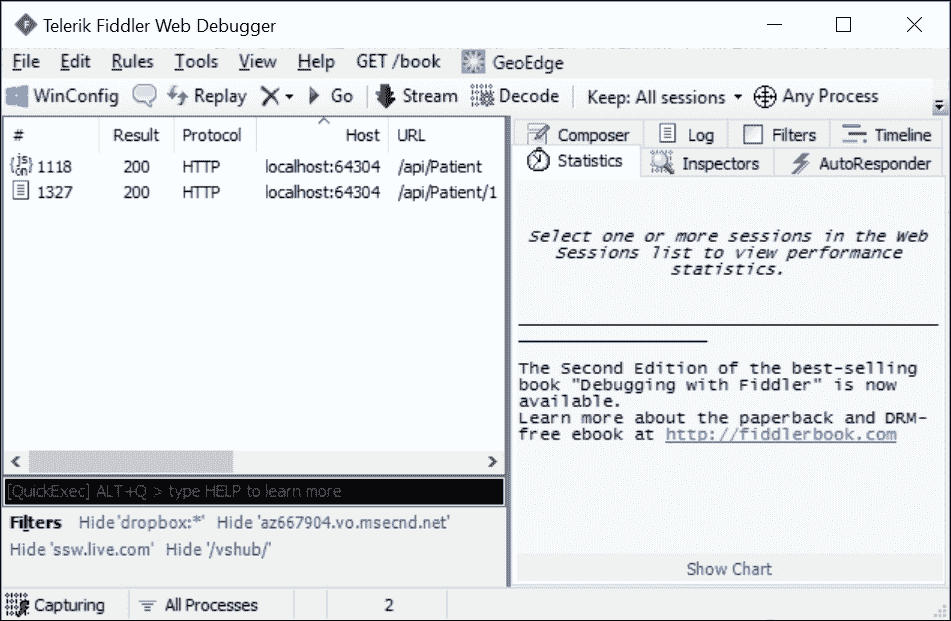 Telerik Fiddler Web Debugger
File Edit Rules Tools View Help GET /book GeoEdge
WinConfig Replay Go Stream Decode Keep: All sessions Any Process
# Result Protocol Host URL
{js on} 1118 200 HTTP localhost:64304 /api/Patient
1327 200 HTTP localhost:64304 /api/Patient/1
[QuickExec] ALT+Q > type HELP to learn more
Filters Hide 'dropbox:*' Hide 'az667904.vo.msecnd.net'
Hide 'ssw.live.com' Hide '/vshub/'
Composer Log Filters Timeline
Statistics Inspectors AutoResponder
Select one or more sessions in the Web
Sessions list to view performance
statistics.
The Second Edition of the best-selling
book "Debugging with Fiddler" is now
available.
Learn more about the paperback and DRM-
free ebook at http://fiddlerbook.com
Show Chart
Capturing All Processes 2